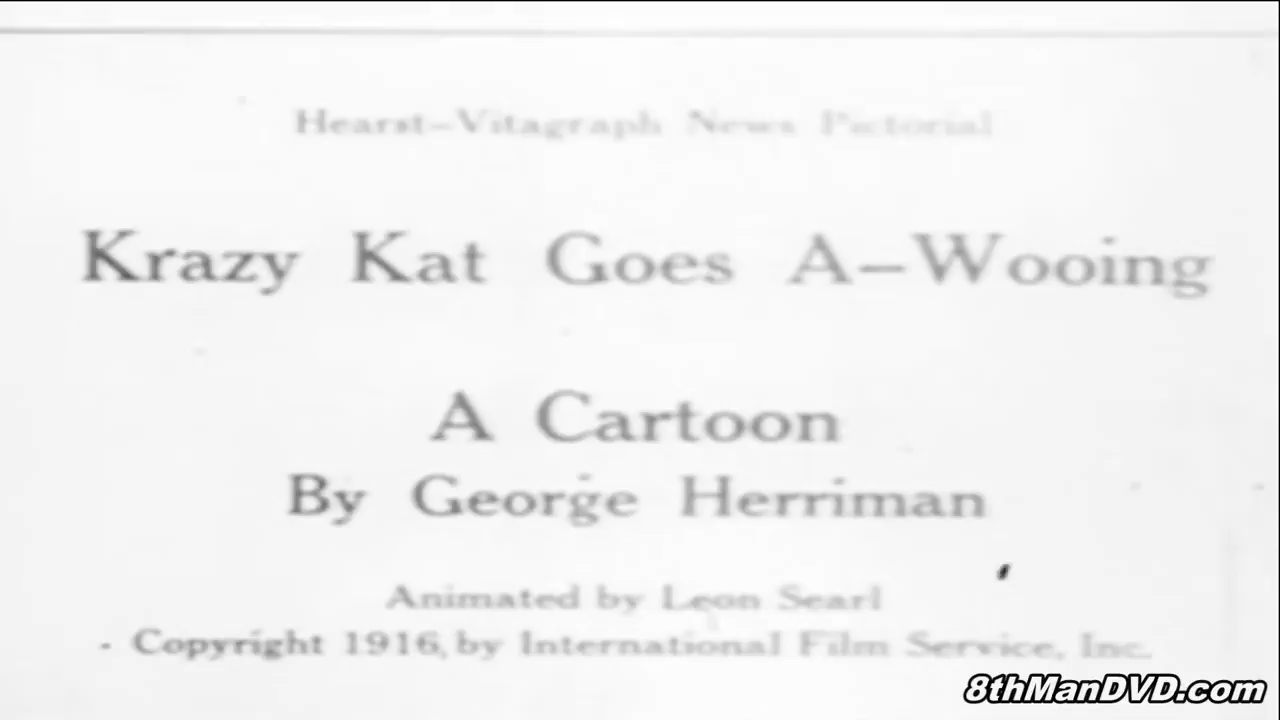 Hearst-Vitagraph News Pictorial
Krazy Kat Goes A-Wooing
A Cartoon
By George Herriman
Animated by Leon Searl
Copyright 1916, by International Film Service, Inc.
8thManDVD.com